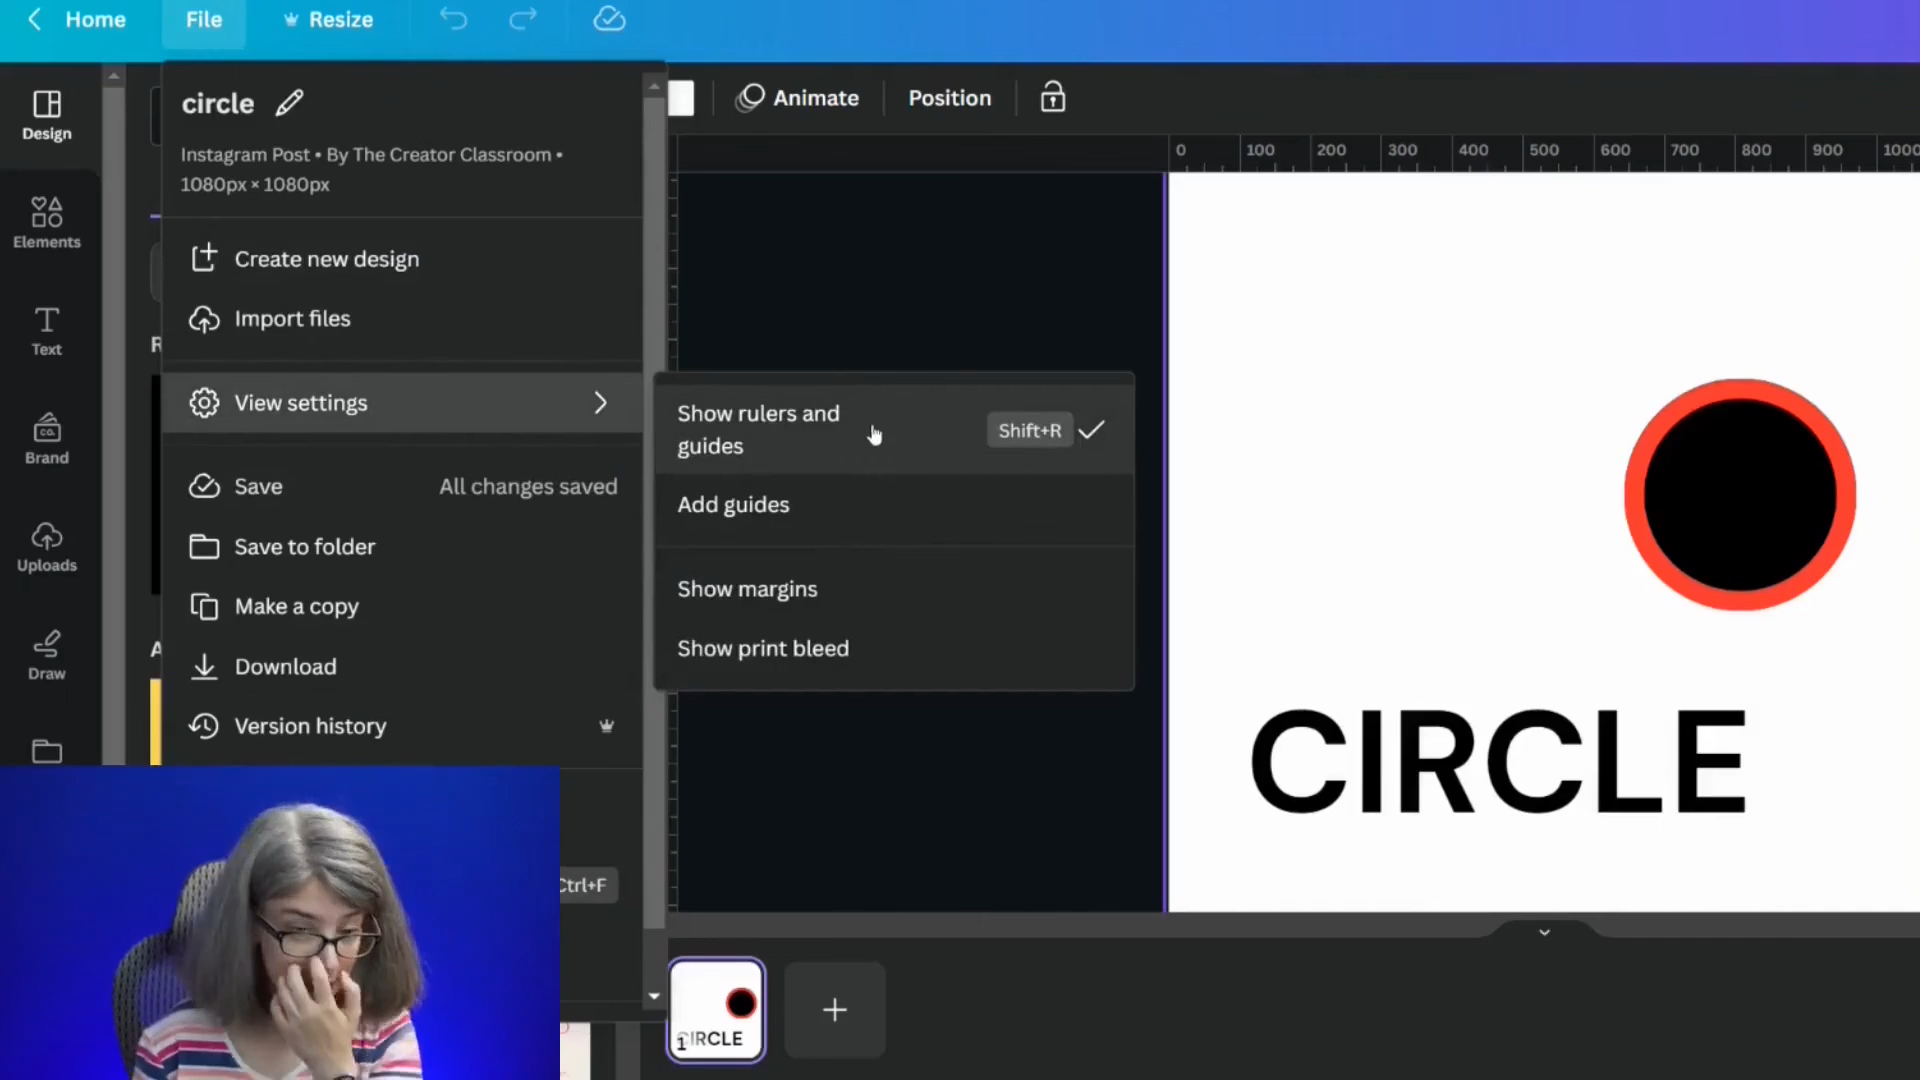 Home
File
Resize
Design
Elements
Text
Brand
Uploads
Draw
circle
Instagram Post • By The Creator Classroom •
1080px × 1080px
Create new design
Import files
View settings
Save
All changes saved
Save to folder
Make a copy
Download
Version history
Ctrl+F
Show rulers and
guides
Shift+R
Add guides
Show margins
Show print bleed
Animate
Position
0 100 200 300 400 500 600 700 800 900 1000
CIRCLE
CIRCLE
1
CO.